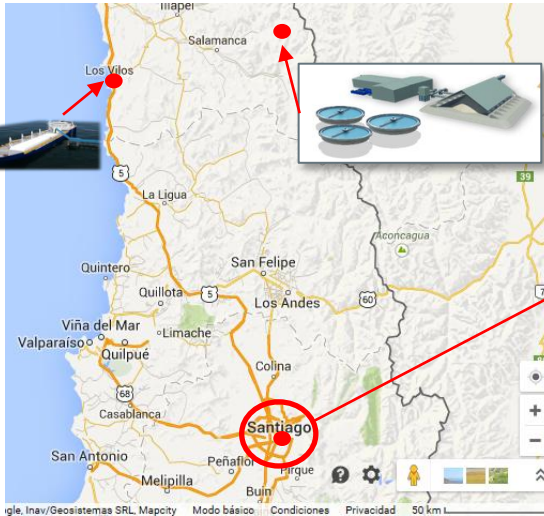 Illapel
Salamanca
Los Vilos
5
39
La Ligua
Aconcagua
San Felipe
Quintero
Quillota
5
Los Andes
60
7
Viña del Mar
Valparaíso
Limache
Quilpué
Colina
68
Casablanca
Santiago
San Antonio
Peñaflor
Pirque
Melipilla
Buin
gle, Inav/Geosistemas SRL, Mapcity Modo básico Condiciones Privacidad 50 km